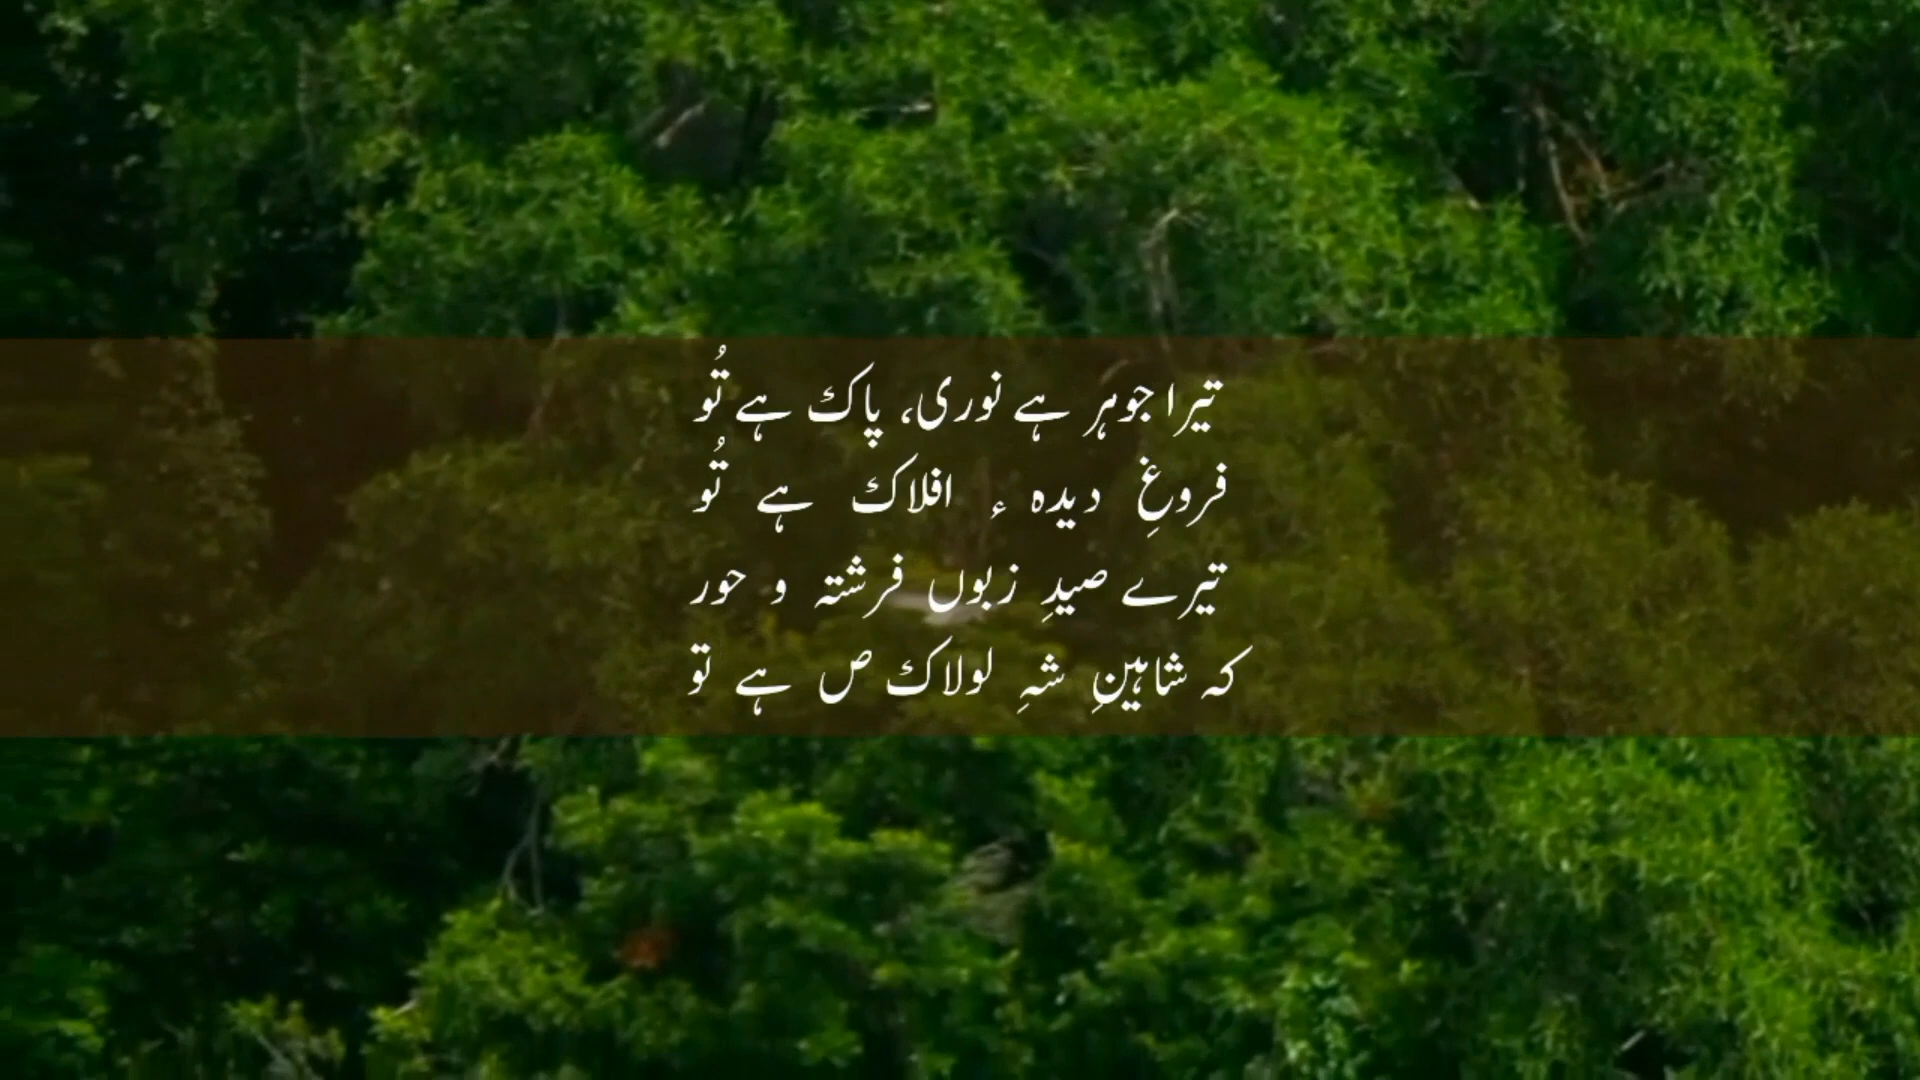 تیرا جوہر ہے نوری، پاک ہے تُو
فروغِ دیدہ ء افلاک ہے تُو
تیرے صیدِ زبوں فرشتہ و حور
کہ شاہینِ شہِ لولاک ص ہے تو